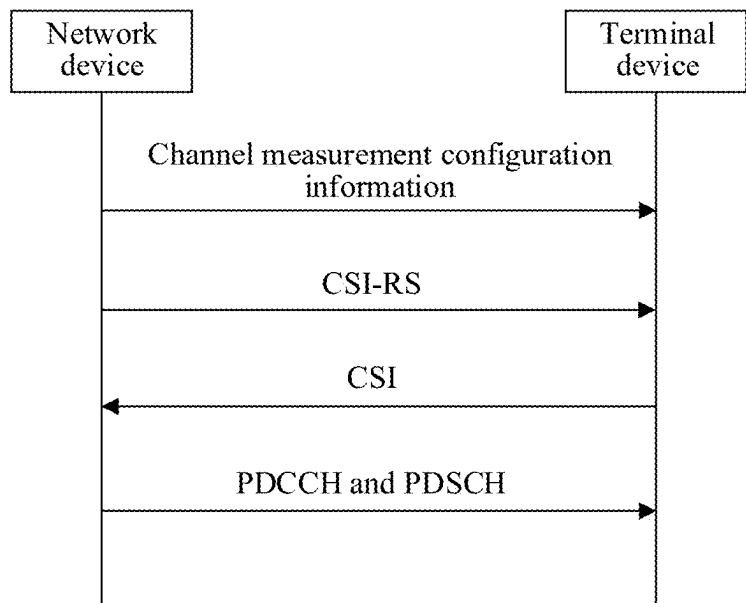 Network
device
Terminal
device
Channel measurement configuration
information
CSI-RS
CSI
PDCCH and PDSCH